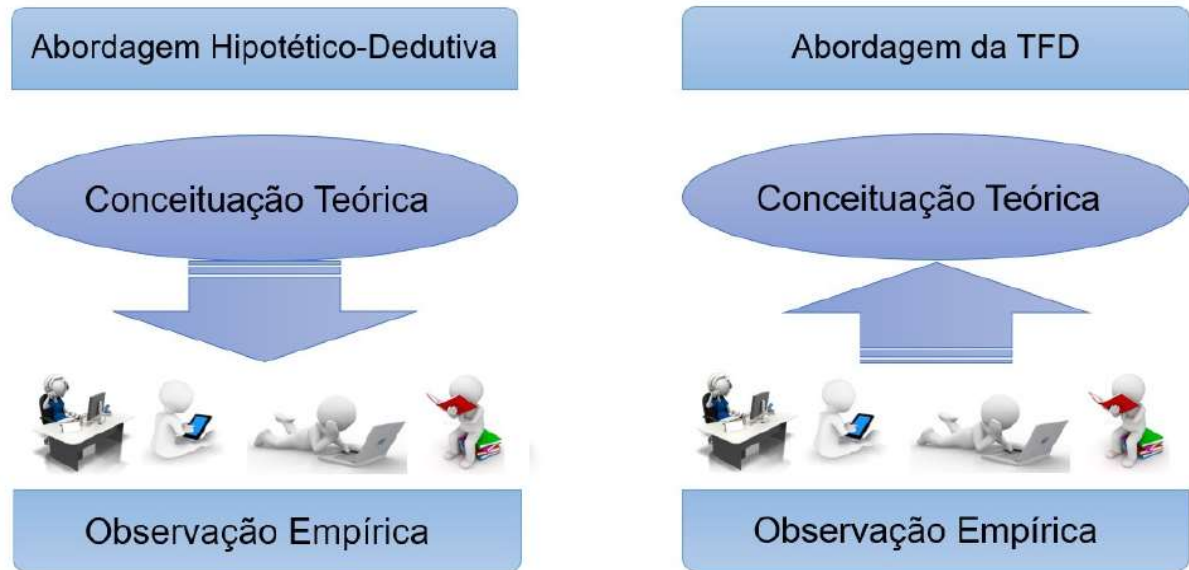 Abordagem Hipotético-Dedutiva
Conceituação Teórica
Observação Empírica
Abordagem da TFD
Conceituação Teórica
Observação Empírica